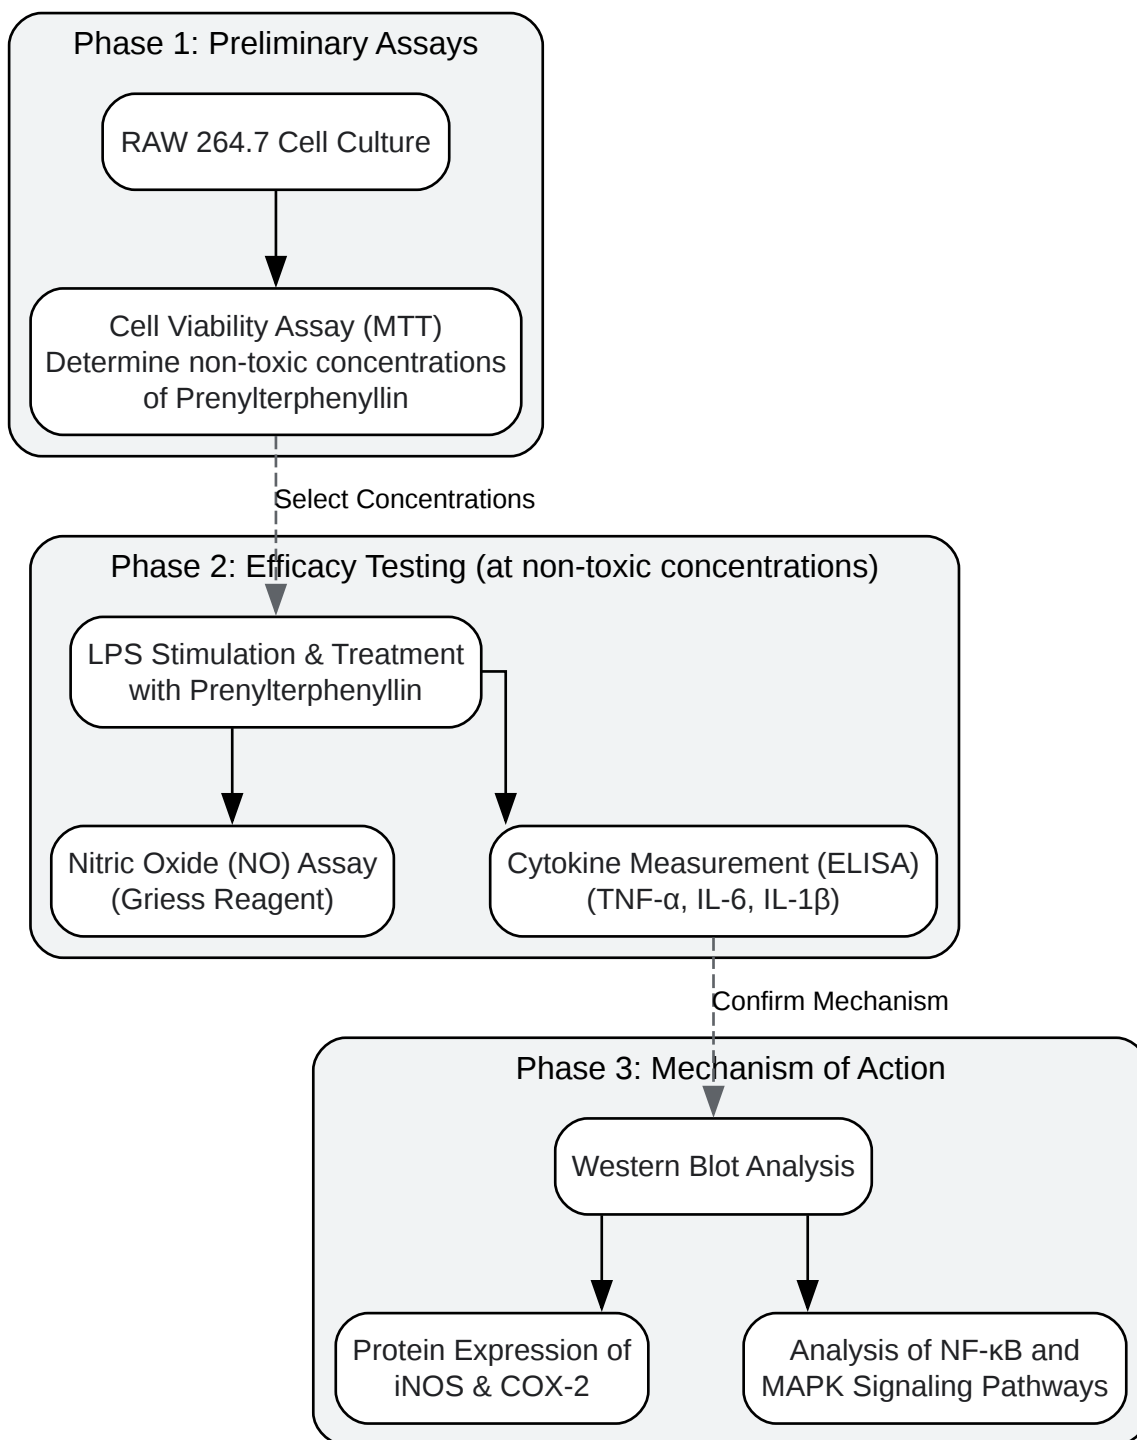 Phase 1: Preliminary Assays
RAW 264.7 Cell Culture
Cell Viability Assay (MTT)
Determine non-toxic concentrations
of Prenylterphenyllin
Select Concentrations
Phase 2: Efficacy Testing (at non-toxic concentrations)
LPS Stimulation & Treatment
with Prenylterphenyllin
Nitric Oxide (NO) Assay
(Griess Reagent)
Cytokine Measurement (ELISA)
(TNF-α, IL-6, IL-1β)
Confirm Mechanism
Phase 3: Mechanism of Action
Western Blot Analysis
Protein Expression of
iNOS & COX-2
Analysis of NF-κB and
MAPK Signaling Pathways